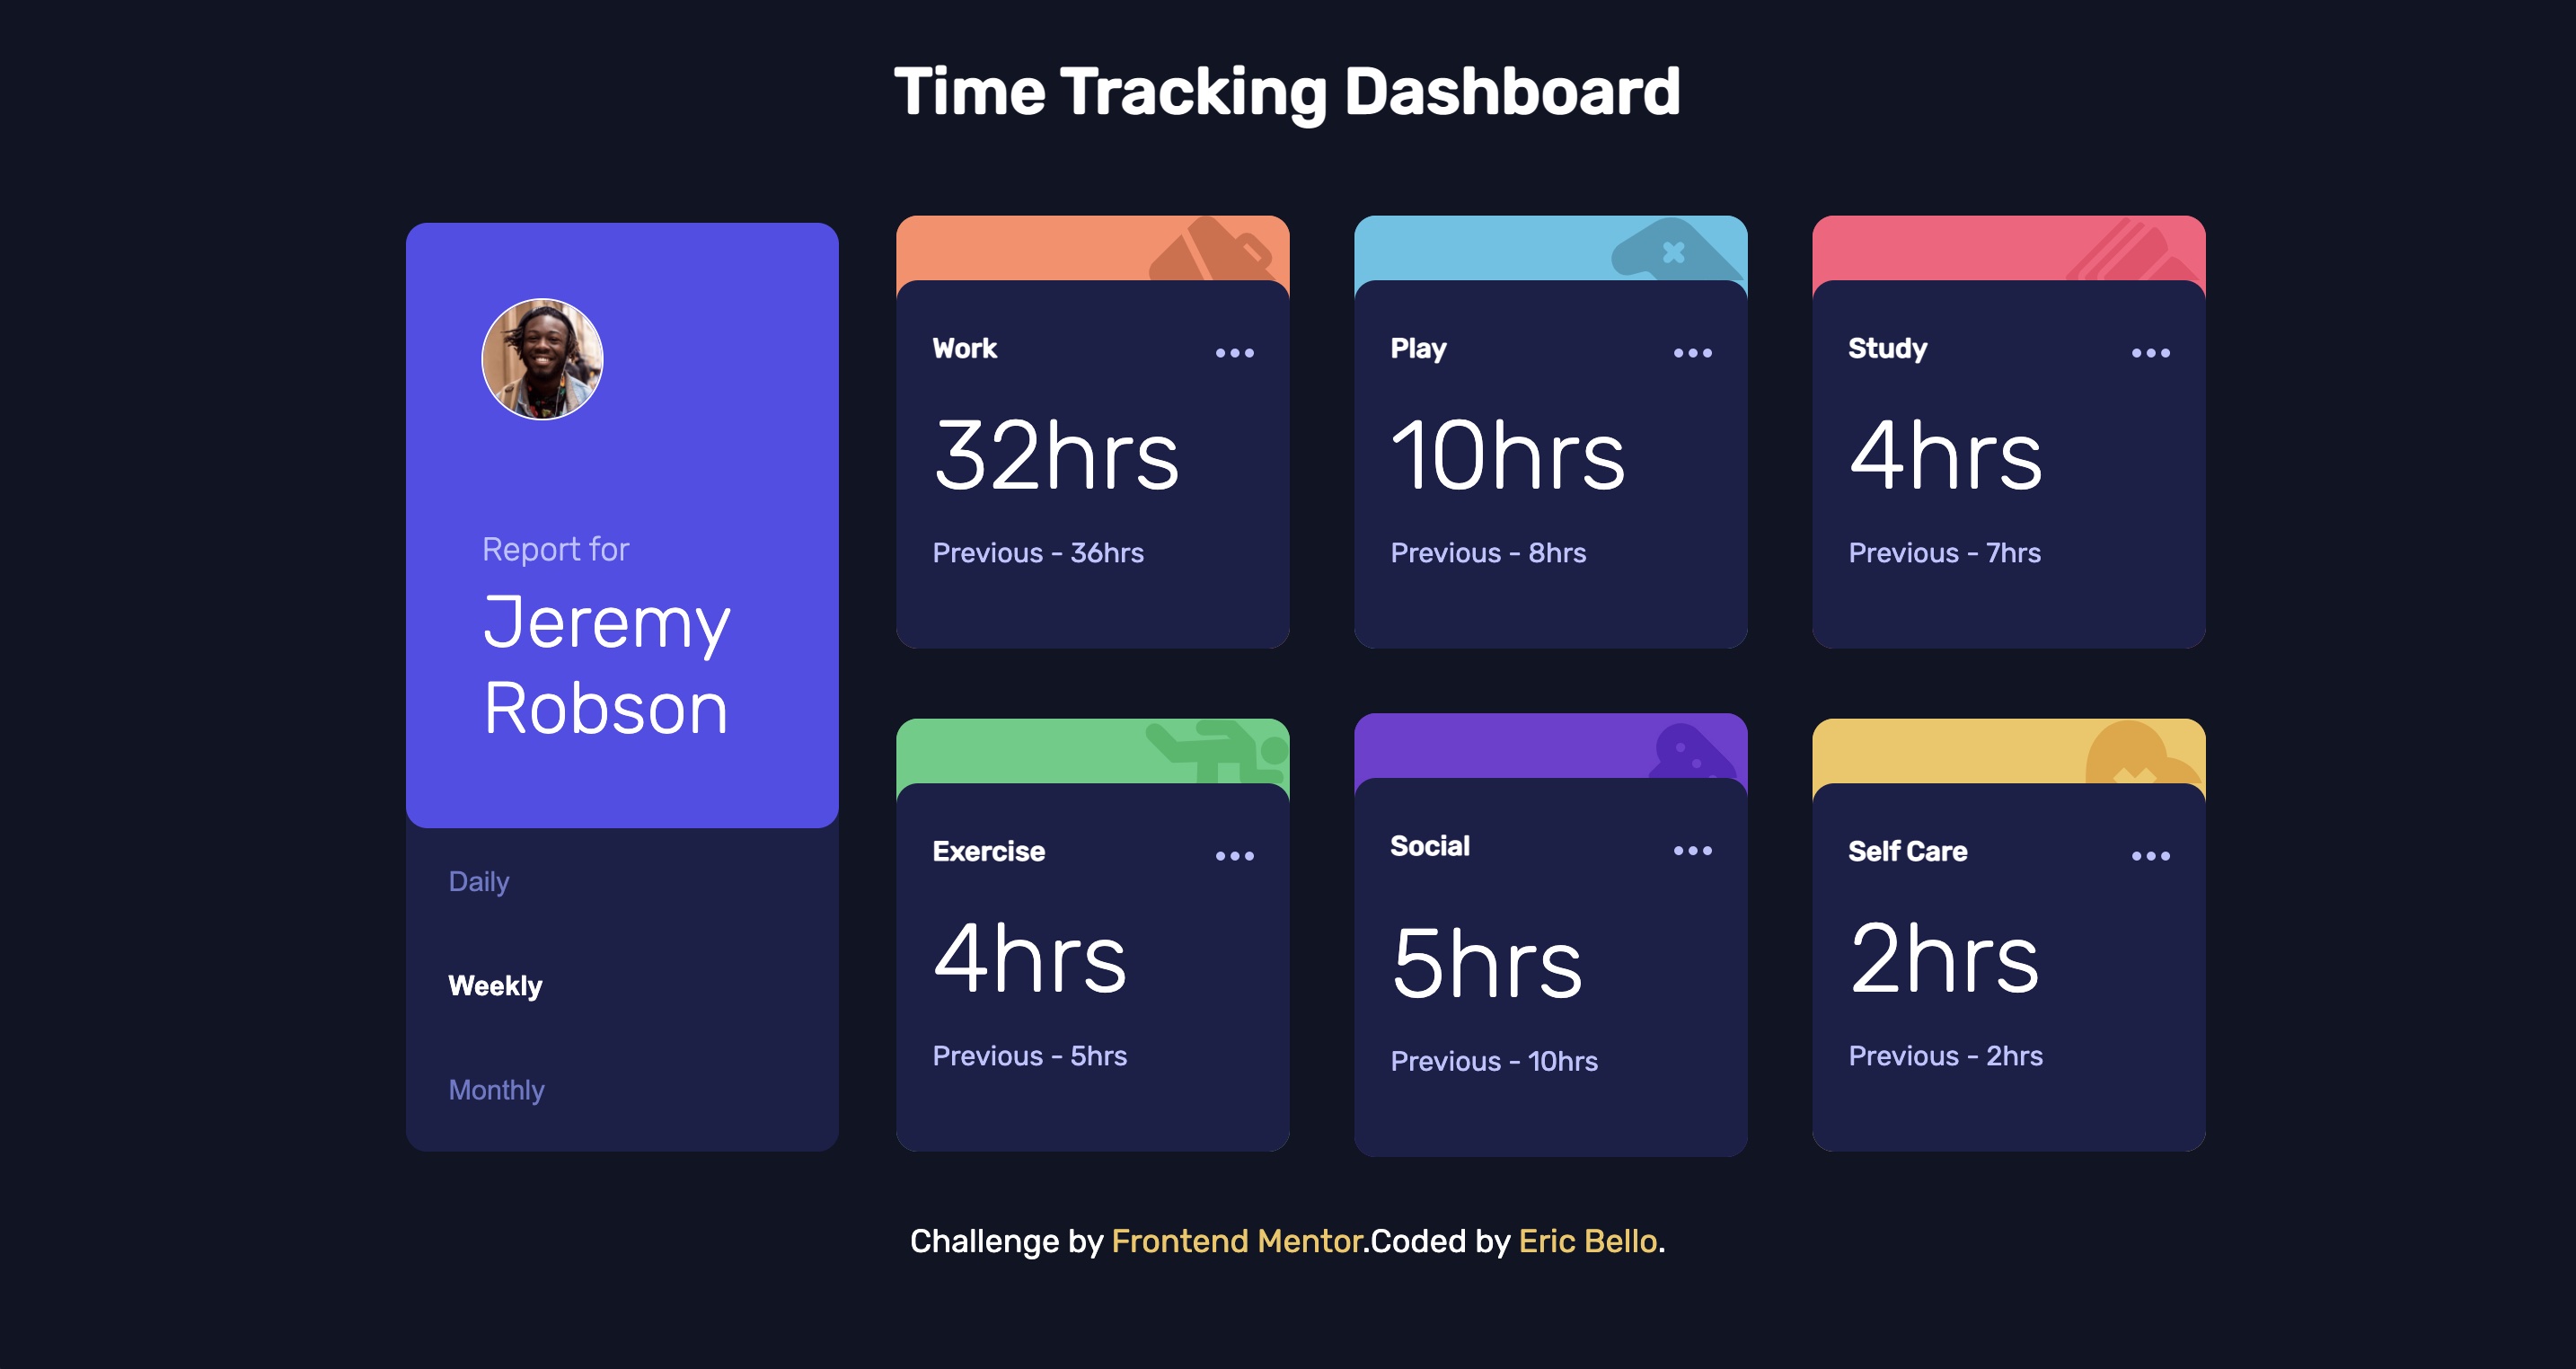 Time Tracking Dashboard
Report for
Jeremy
Robson
Daily
Weekly
Monthly
Work
32hrs
Previous - 36hrs
Play
10hrs
Previous - 8hrs
Study
4hrs
Previous - 7hrs
Exercise
4hrs
Previous - 5hrs
Social
5hrs
Previous - 10hrs
Self Care
2hrs
Previous - 2hrs
Challenge by Frontend Mentor.Coded by Eric Bello.